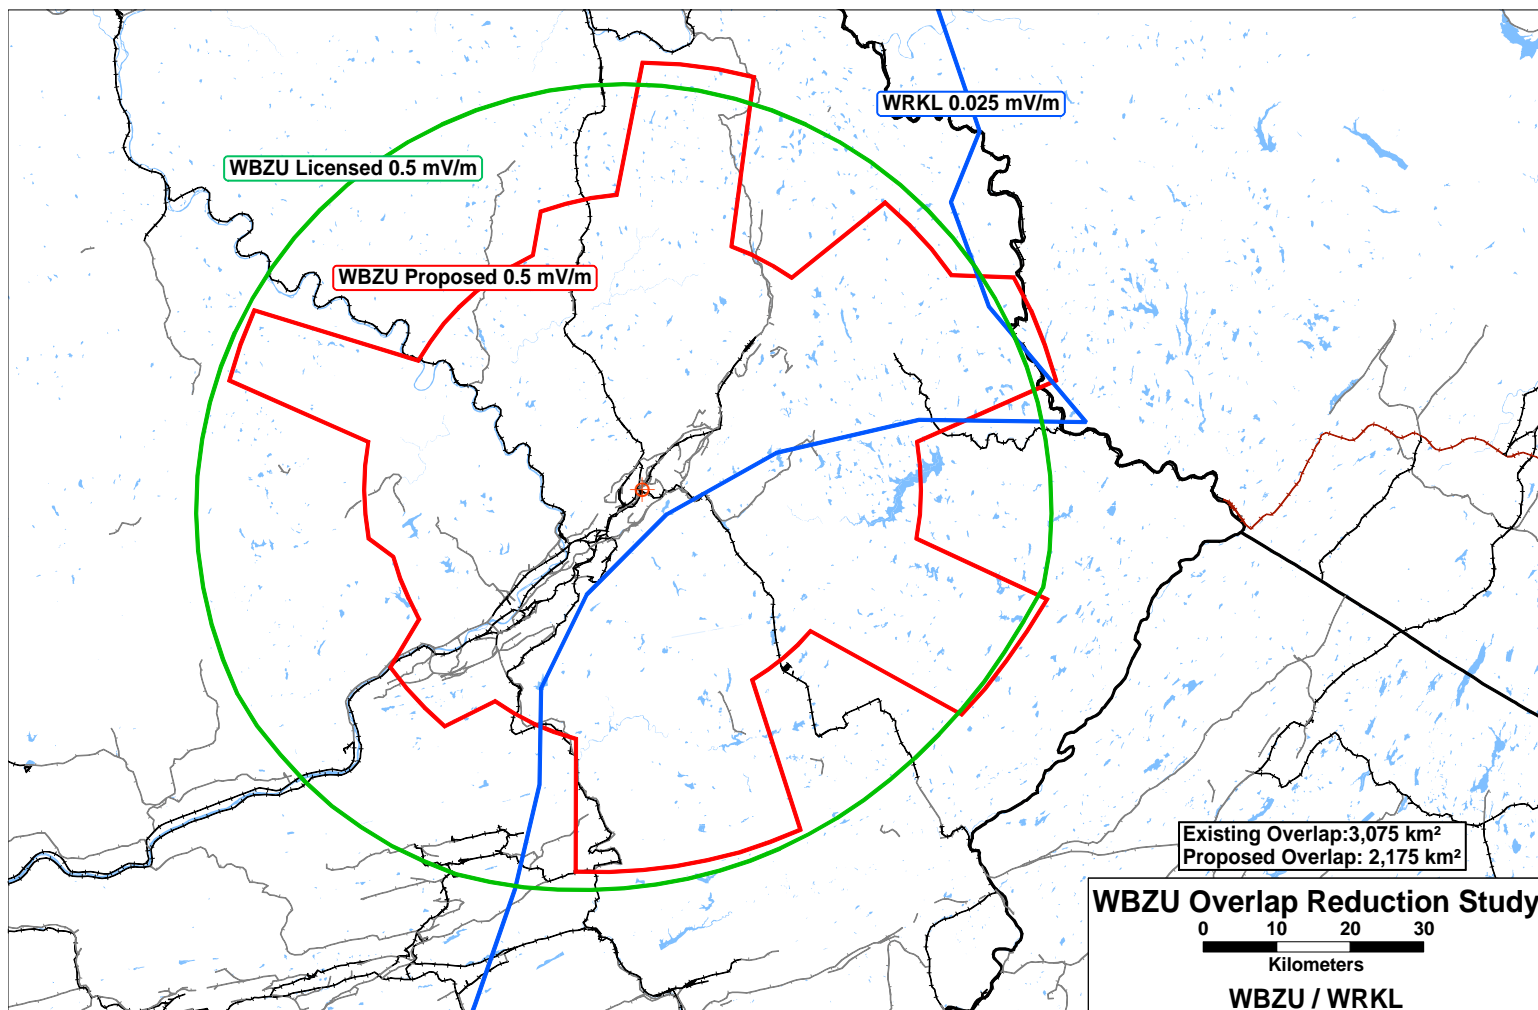 WRKL 0.025 mV/m
WBZU Licensed 0.5 mV/m
WBZU Proposed 0.5 mV/m
Existing Overlap:3,075 km²
Proposed Overlap: 2,175 km²
WBZU Overlap Reduction Study
0 10 20 30
Kilometers
WBZU / WRKL